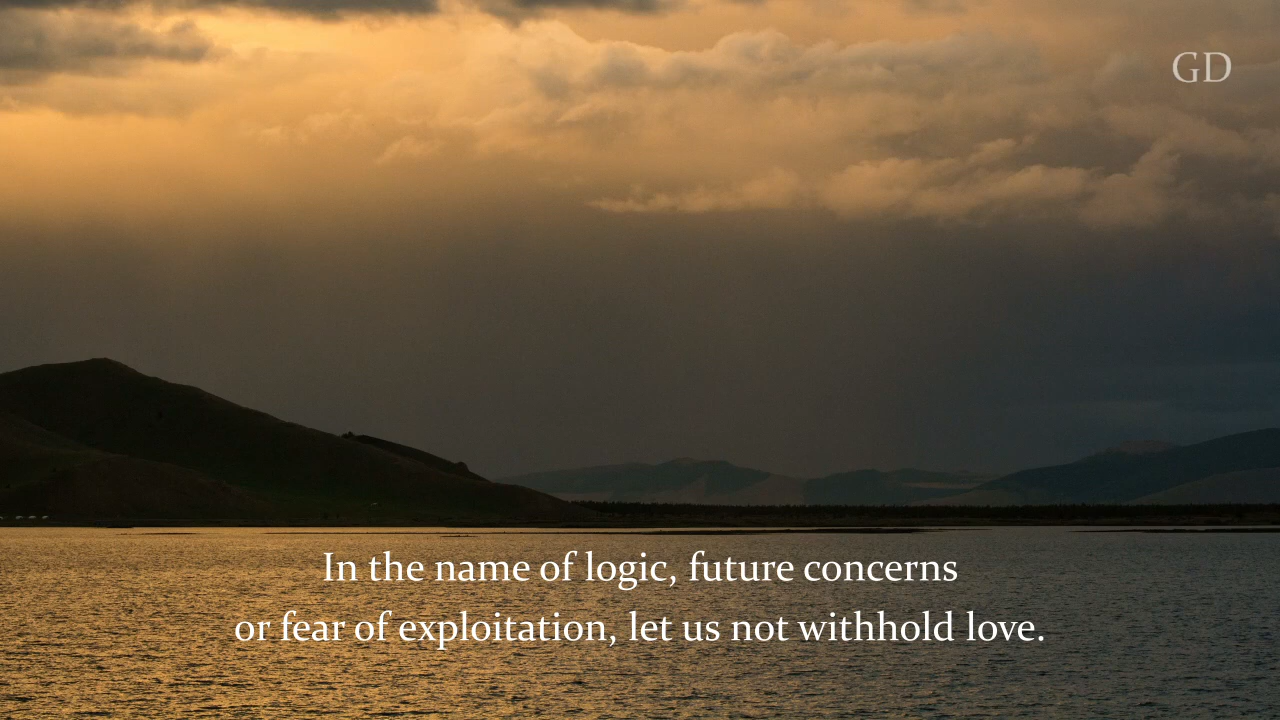 GD
In the name of logic, future concerns
or fear of exploitation, let us not withhold love.